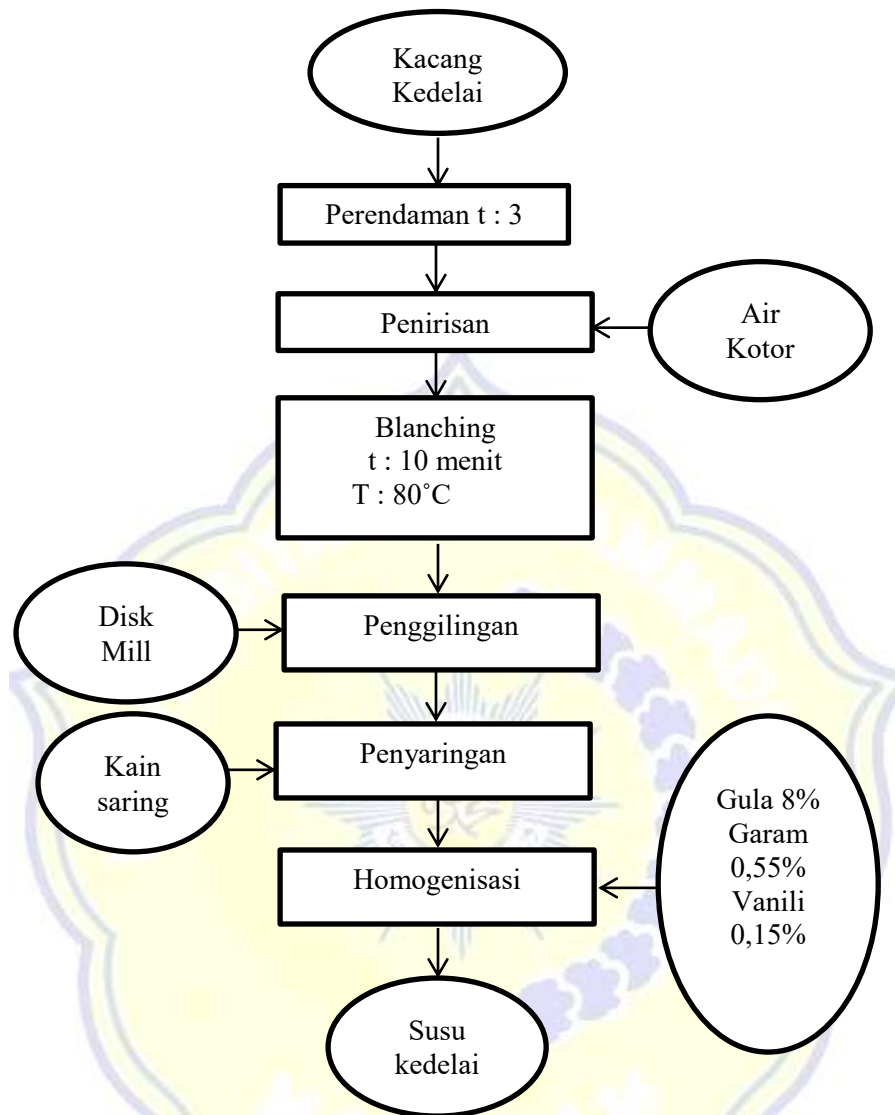 Kacang
Kedelai
Perendaman t : 3
Penirisan
Air
Kotor
Blanching
t : 10 menit
T : 80˚C
Disk
Mill
Penggilingan
Kain
saring
Penyaringan
Homogenisasi
Gula 8%
Garam
0,55%
Vanili
0,15%
Susu
kedelai